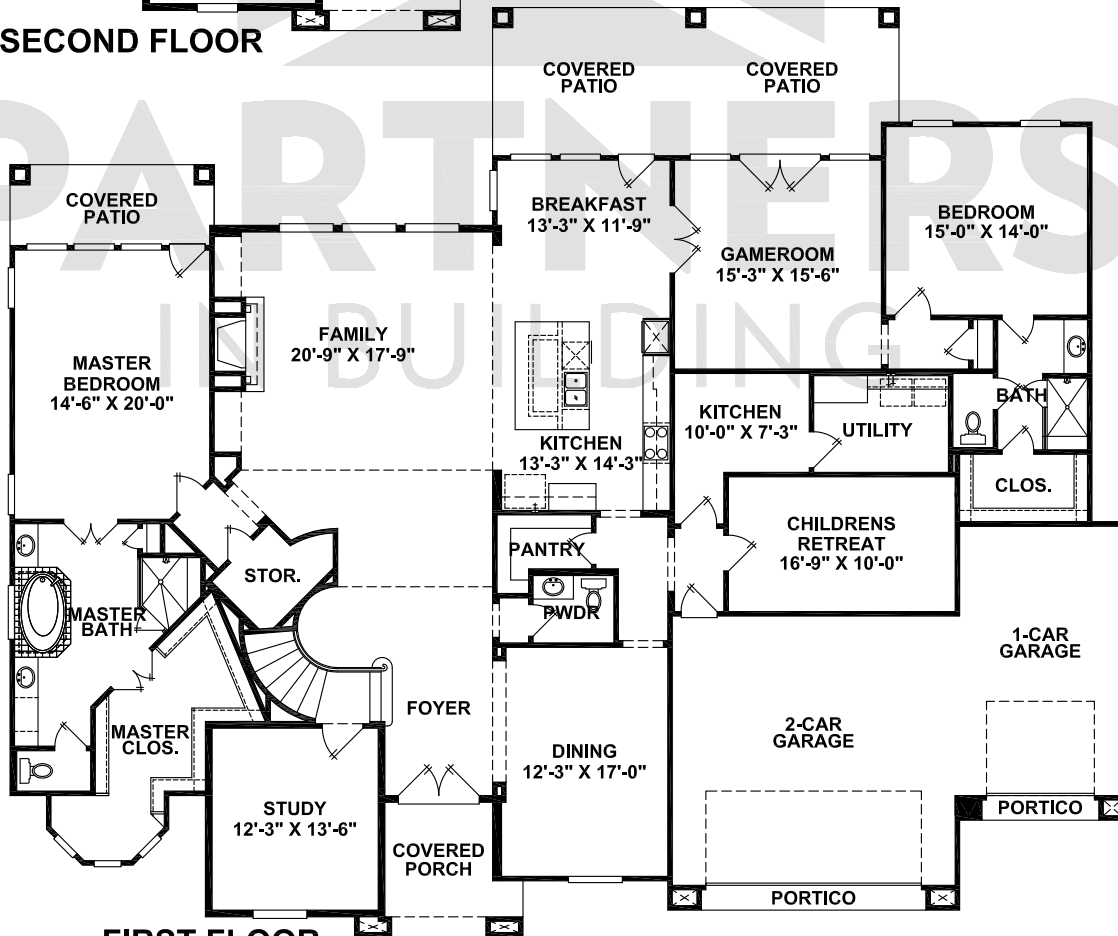 SECOND FLOOR
PARTNERS
IN BUILDING
COVERED
PATIO
COVERED
PATIO
COVERED
PATIO
BREAKFAST
13'-3" X 11'-9"
BEDROOM
15'-0" X 14'-0"
GAMEROOM
15'-3" X 15'-6"
FAMILY
20'-9" X 17'-9"
MASTER
BEDROOM
14'-6" X 20'-0"
KITCHEN
10'-0" X 7'-3"
UTILITY
BATH
KITCHEN
13'-3" X 14'-3"
CLOS.
CHILDRENS
RETREAT
16'-9" X 10'-0"
PANTRY
STOR.
PWDR
MASTER
BATH
1-CAR
GARAGE
FOYER
MASTER
CLOS.
2-CAR
GARAGE
DINING
12'-3" X 17'-0"
STUDY
12'-3" X 13'-6"
PORTICO
COVERED
PORCH
PORTICO
FIRST FLOOR